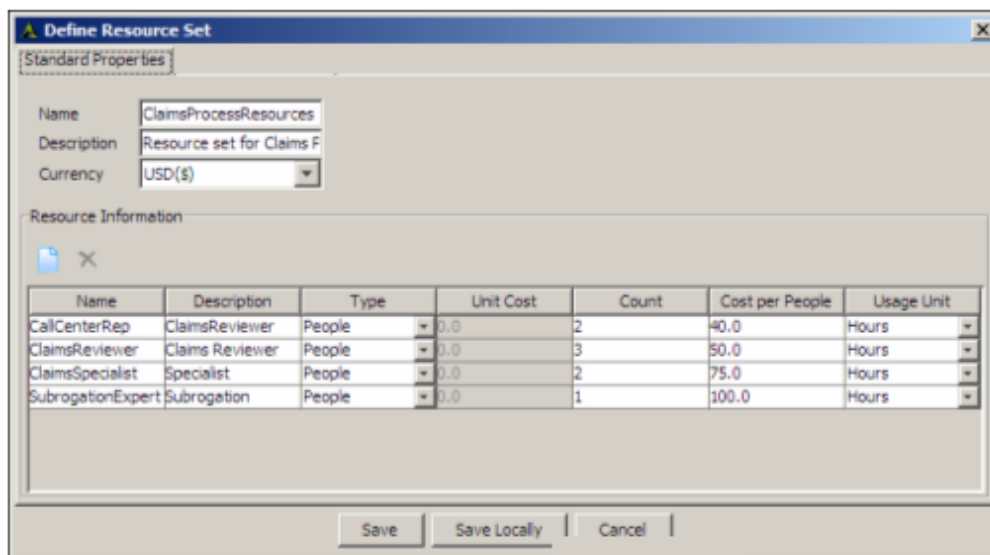 Define Resource Set
Standard Properties
Name ClaimsProcessResources
Description Resource set for Claims F
Currency USD($)
Resource Information
Name Description Type Unit Cost Count Cost per People Usage Unit
CallCenterRep ClaimsReviewer People 0.0 2 40.0 Hours
ClaimsReviewer Claims Reviewer People 0.0 3 50.0 Hours
ClaimsSpecialist Specialist People 0.0 2 75.0 Hours
SubrogationExpert Subrogation People 0.0 1 100.0 Hours
Save Save Locally Cancel